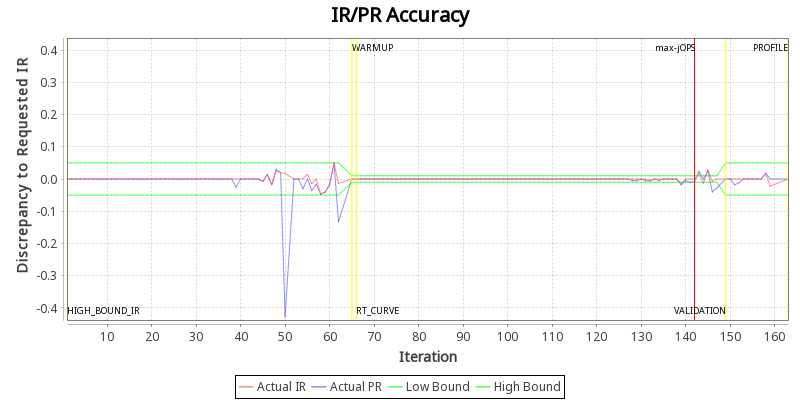 IR/PR Accuracy
Discrepancy to Requested IR
0.4
0.3
0.2
0.1
0.0
-0.1
-0.2
-0.3
-0.4
WARMUP
max-jOPS
PROFILE
HIGH_BOUND_IR
RT_CURVE
VALIDATION
10 20 30 40 50 60 70 80 90 100 110 120 130 140 150 160
Iteration
Actual IR Actual PR Low Bound High Bound